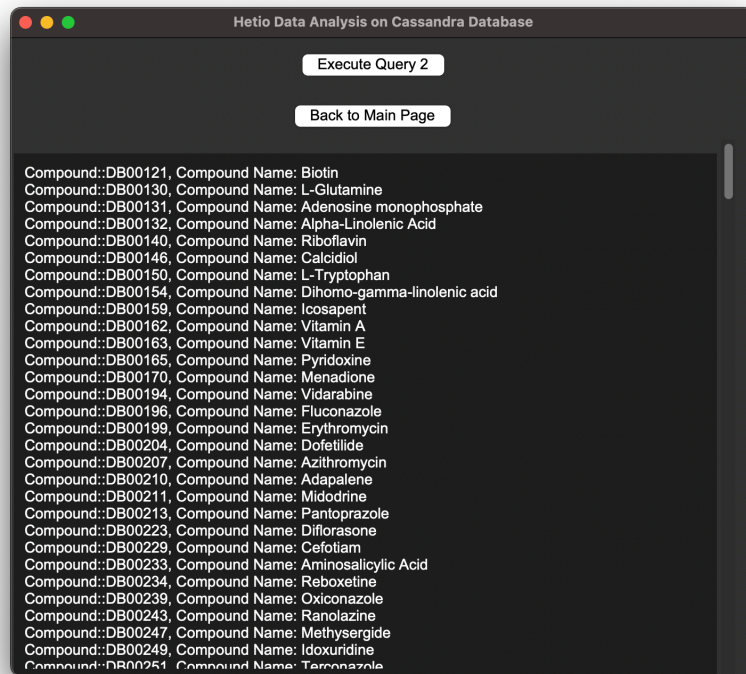 Hetio Data Analysis on Cassandra Database
Execute Query 2
Back to Main Page
Compound::DB00121, Compound Name: Biotin
Compound::DB00130, Compound Name: L-Glutamine
Compound::DB00131, Compound Name: Adenosine monophosphate
Compound::DB00132, Compound Name: Alpha-Linolenic Acid
Compound::DB00140, Compound Name: Riboflavin
Compound::DB00146, Compound Name: Calcidiol
Compound::DB00150, Compound Name: L-Tryptophan
Compound::DB00154, Compound Name: Dihomo-gamma-linolenic acid
Compound::DB00159, Compound Name: Icosapent
Compound::DB00162, Compound Name: Vitamin A
Compound::DB00163, Compound Name: Vitamin E
Compound::DB00165, Compound Name: Pyridoxine
Compound::DB00170, Compound Name: Menadione
Compound::DB00194, Compound Name: Vidarabine
Compound::DB00196, Compound Name: Fluconazole
Compound::DB00199, Compound Name: Erythromycin
Compound::DB00204, Compound Name: Dofetilide
Compound::DB00207, Compound Name: Azithromycin
Compound::DB00210, Compound Name: Adapalene
Compound::DB00211, Compound Name: Midodrine
Compound::DB00213, Compound Name: Pantoprazole
Compound::DB00223, Compound Name: Diflorasone
Compound::DB00229, Compound Name: Cefotiam
Compound::DB00233, Compound Name: Aminosalicylic Acid
Compound::DB00234, Compound Name: Reboxetine
Compound::DB00239, Compound Name: Oxiconazole
Compound::DB00243, Compound Name: Ranolazine
Compound::DB00247, Compound Name: Methysergide
Compound::DB00249, Compound Name: Idoxuridine
Compound::DB00251, Compound Name: Terconazole